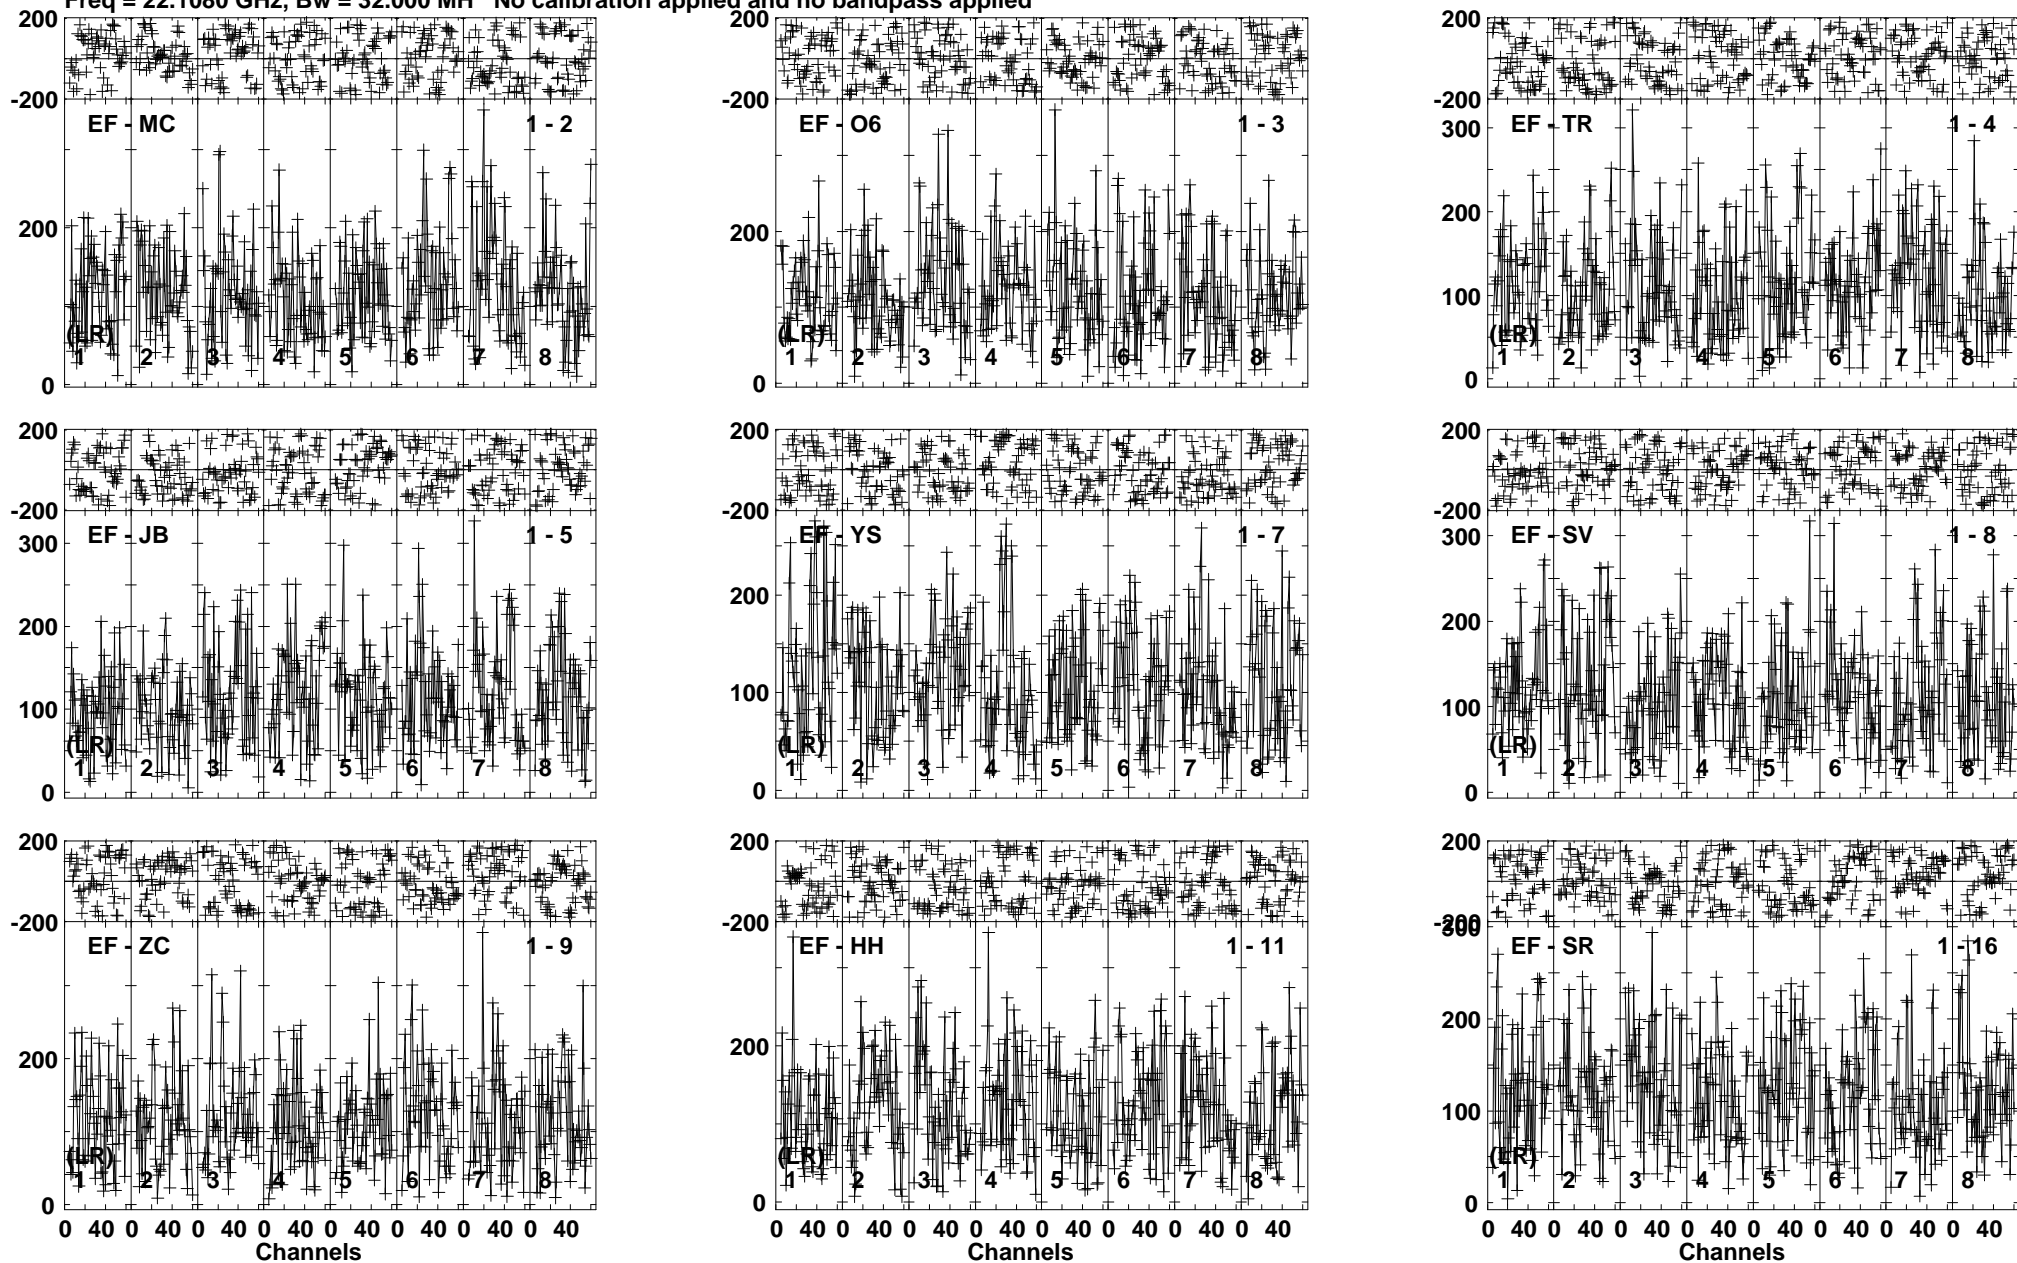 Freq = 22.1080 GHz, Bw = 32.000 MH   No calibration applied and no bandpass applied
200 200 200
-200 -200 -200
EF - MC 1 - 2 EF - O6 1 - 3 300 EF - TR 1 - 4
200 200 200
100
(LR) (LR) (LR)
1 2 3 4 5 6 7 8 1 2 3 4 5 6 7 8 1 2 3 4 5 6 7 8
0 0 0
200 200 200
-200 -200 -200
300 EF - JB 1 - 5 EF - YS 1 - 7 300 EF - SV 1 - 8
200 200 200
100 100 100
(LR) (LR) (LR)
1 2 3 4 5 6 7 8 1 2 3 4 5 6 7 8 1 2 3 4 5 6 7 8
0 0 0
200 200 200
-200 -200 -200
300
EF - ZC 1 - 9 EF - HH 1 - 11 EF - SR 1 - 16
200 200 200
100
(LR) (LR) (LR)
1 2 3 4 5 6 7 8 1 2 3 4 5 6 7 8 1 2 3 4 5 6 7 8
0 0 0
0 40 0 40 0 40 0 40 0 40 0 40 0 40 0 40 0 40 0 40 0 40 0 40 0 40 0 40 0 40 0 40 0 40 0 40 0 40 0 40 0 40 0 40 0 40 0 40
Channels Channels Channels